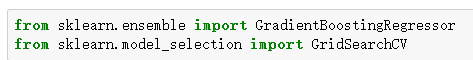 from sklearn.ensemble import GradientBoostingRegressor
from sklearn.model_selection import GridSearchCV